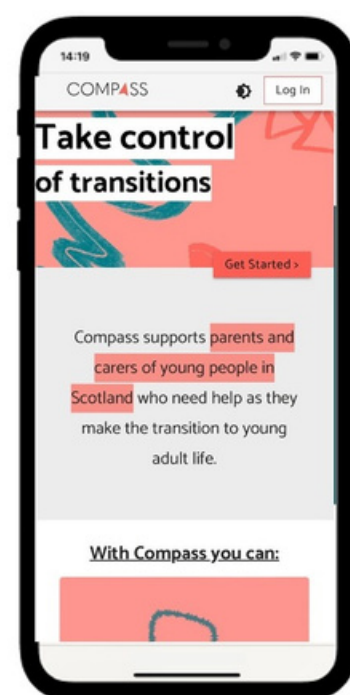 14:19
COMPASS
Log In
Take control
of transitions
Get Started ›
Compass supports parents and
carers of young people in
Scotland who need help as they
make the transition to young
adult life.
With Compass you can: